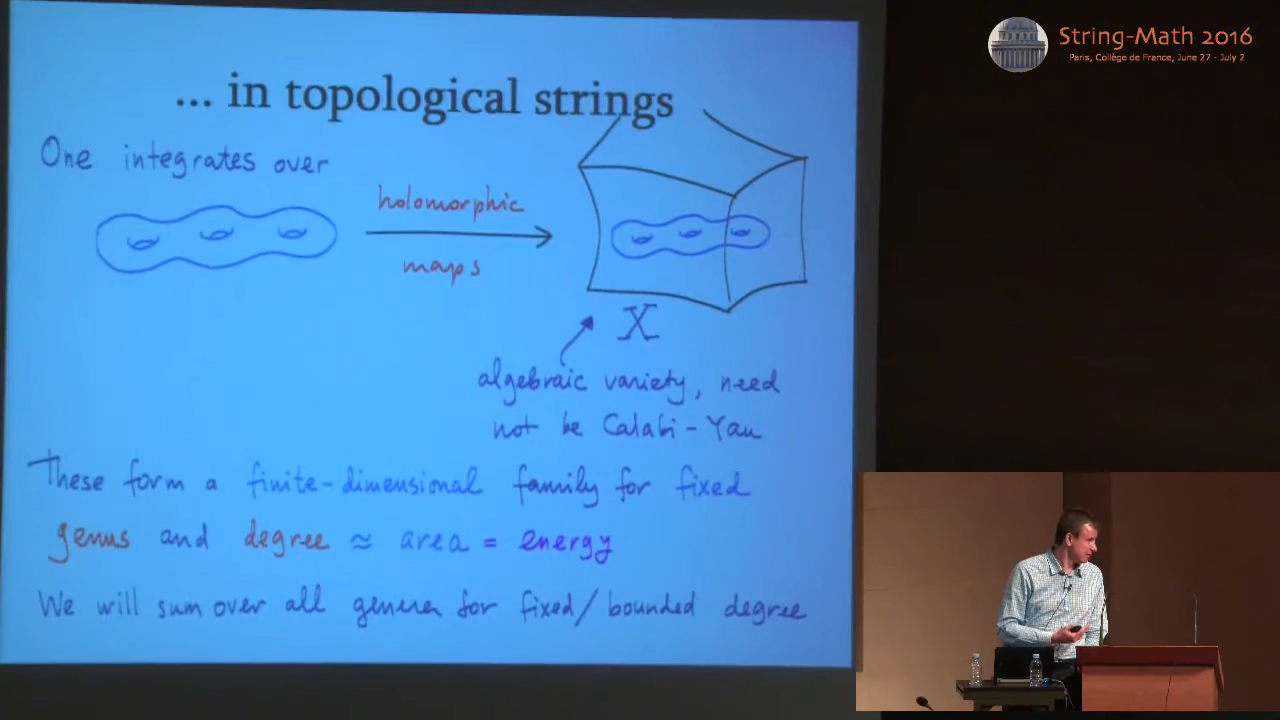 String-Math 2016
Paris, Collège de France, June 27 - July 2
... in topological strings
One integrates over
holomorphic
maps
X
algebraic variety, need
not be Calabi-Yau
These form a finite-dimensional family for fixed
genus and degree ≈ area = energy
We will sum over all genera for fixed/bounded degree